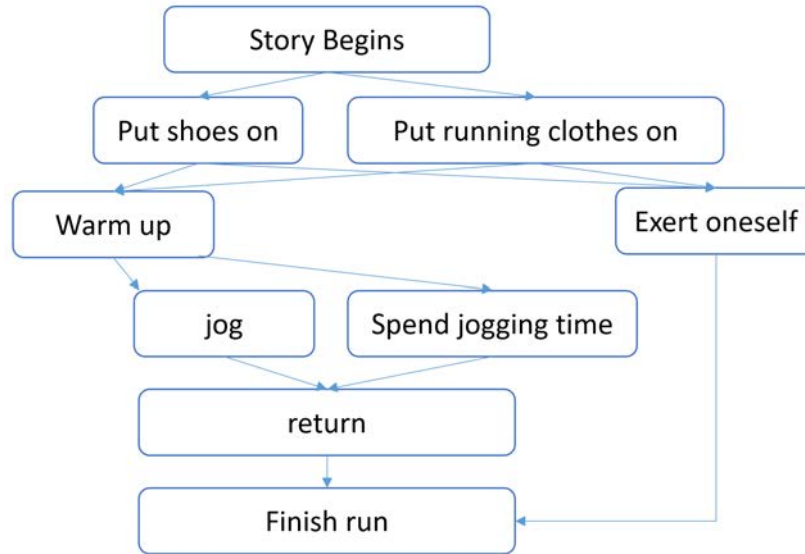 Story Begins
Put shoes on
Put running clothes on
Warm up
Exert oneself
jog
Spend jogging time
return
Finish run